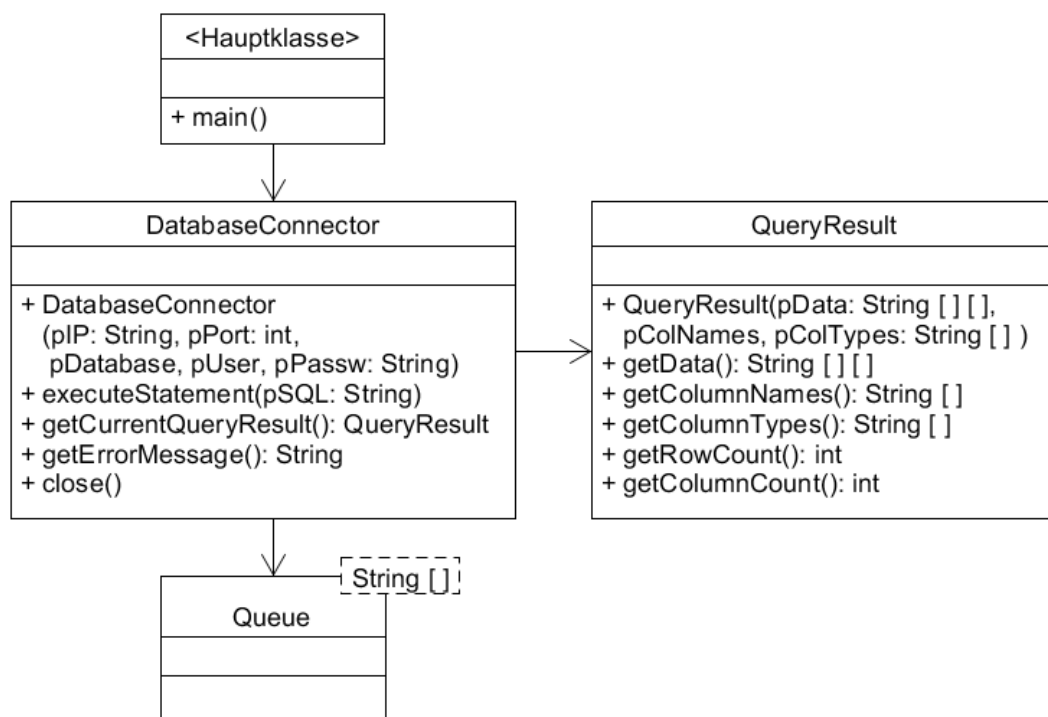 <Hauptklasse>
+ main()
DatabaseConnector
+ DatabaseConnector
(pIP: String, pPort: int,
pDatabase, pUser, pPassw: String)
+ executeStatement(pSQL: String)
+ getCurrentQueryResult(): QueryResult
+ getErrorMessage(): String
+ close()
QueryResult
+ QueryResult(pData: String [ ] [ ],
pColNames, pColTypes: String [ ] )
+ getData(): String [ ] [ ]
+ getColumnNames(): String [ ]
+ getColumnTypes(): String [ ]
+ getRowCount(): int
+ getColumnCount(): int
String [ ]
Queue